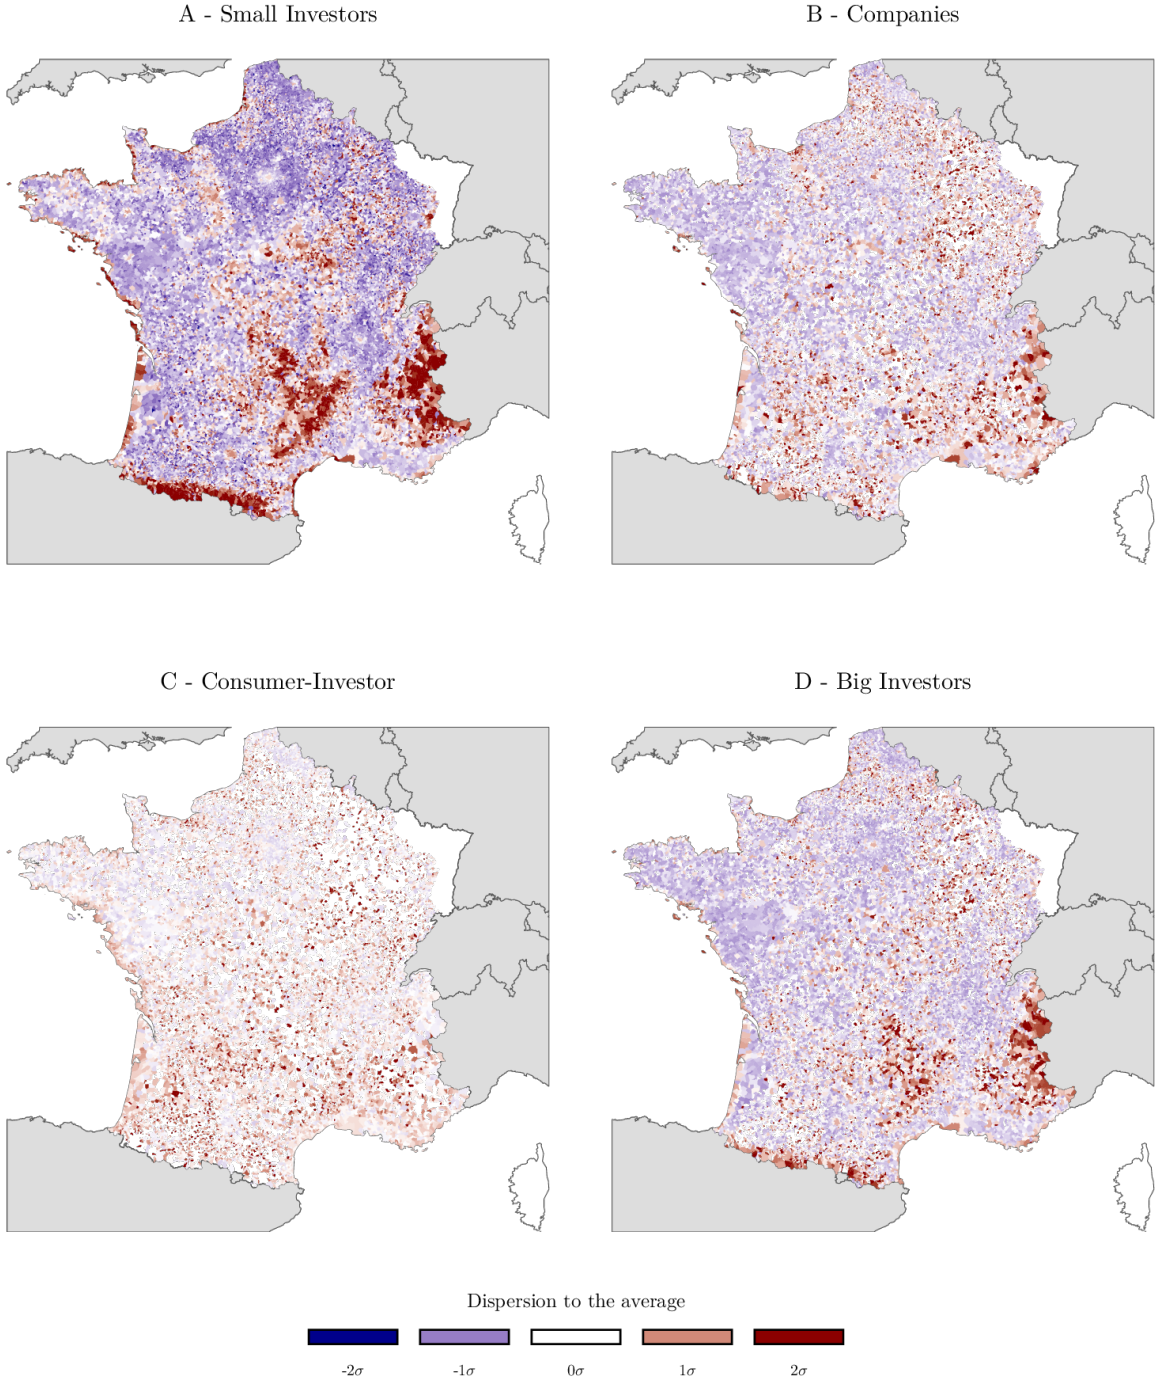 A - Small Investors
B - Companies
C - Consumer-Investor
D - Big Investors
Dispersion to the average
-2σ
-1σ
0σ
1σ
2σ